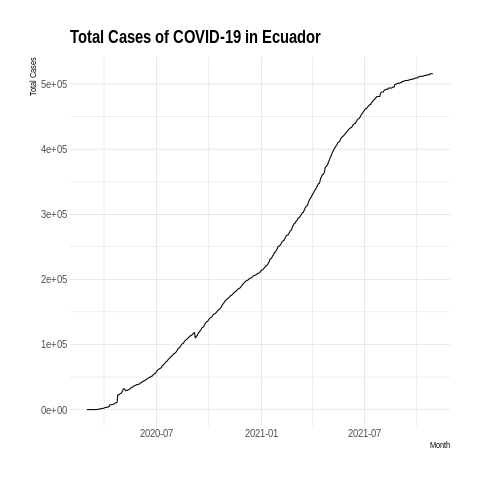 Total Cases of COVID-19 in Ecuador
Total Cases
5e+05
4e+05
3e+05
2e+05
1e+05
0e+00
2020-07
2021-01
2021-07
Month